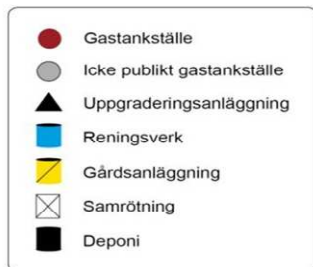 Gastankställe
Icke publikt gastankställe
Uppgraderingsanläggning
Reningsverk
Gårdsanläggning
Samrötning
Deponi